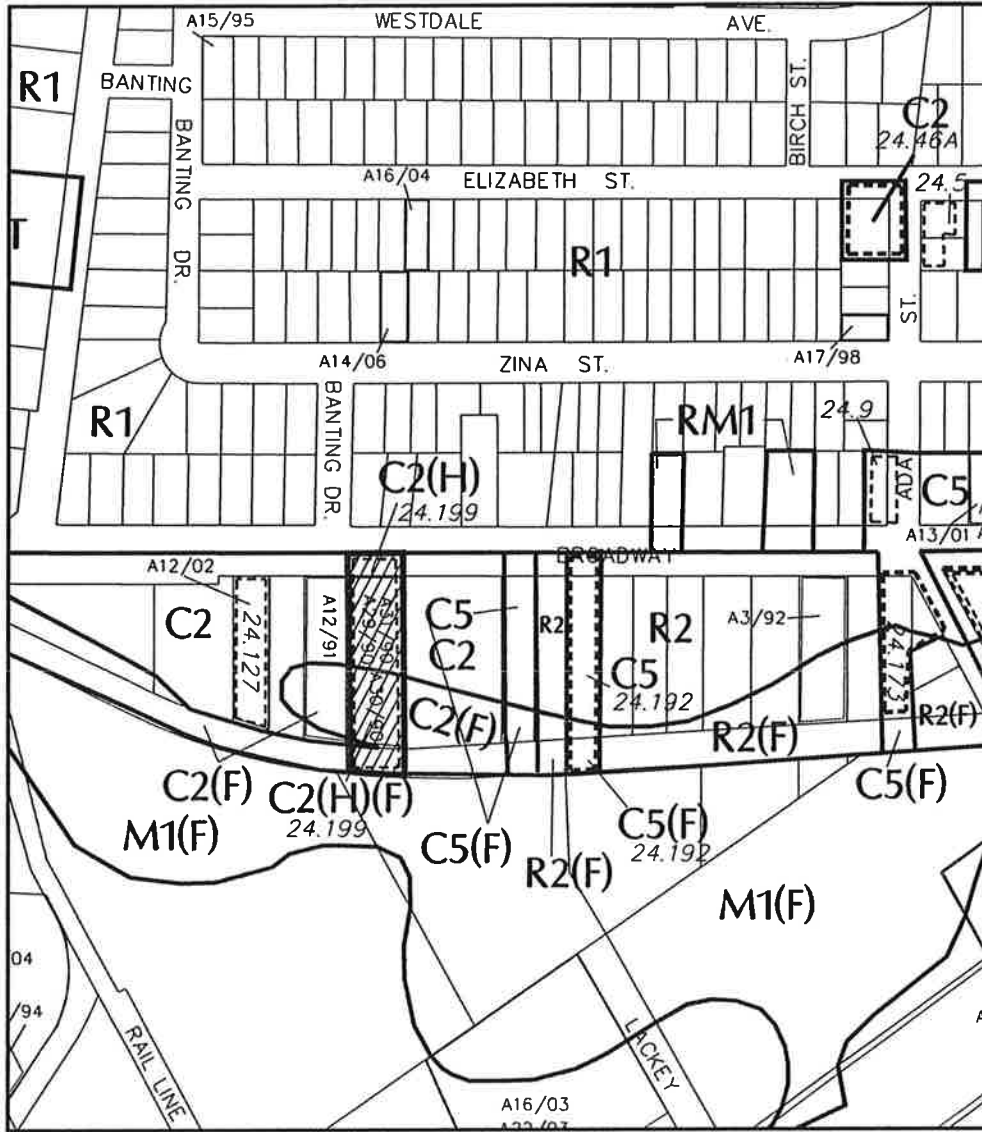 A15/95
WESTDALE AVE.
R1
BANTING
BANTING DR.
BIRCH ST.
C2
24.46A
A16/04
ELIZABETH ST.
24.5
T
R1
ST.
A14/06
ZINA ST.
A17/98
R1
BANTING DR.
RM1
24.9
C2(H)
24.199
ADA
C5
A13/01 A
BROADWAY
A12/02
C2
24.127
A12/91
A29/90
A30/90
C5
C2
R2
C5
24.192
R2
A3/92
24.173
C2(F)
R2(F)
R2(F)
C2(F)
C2(H)(F)
24.199
C5(F)
C5(F)
24.192
C5(F)
M1(F)
R2(F)
M1(F)
04
/94
RAIL LINE
LACKEY
A16/03